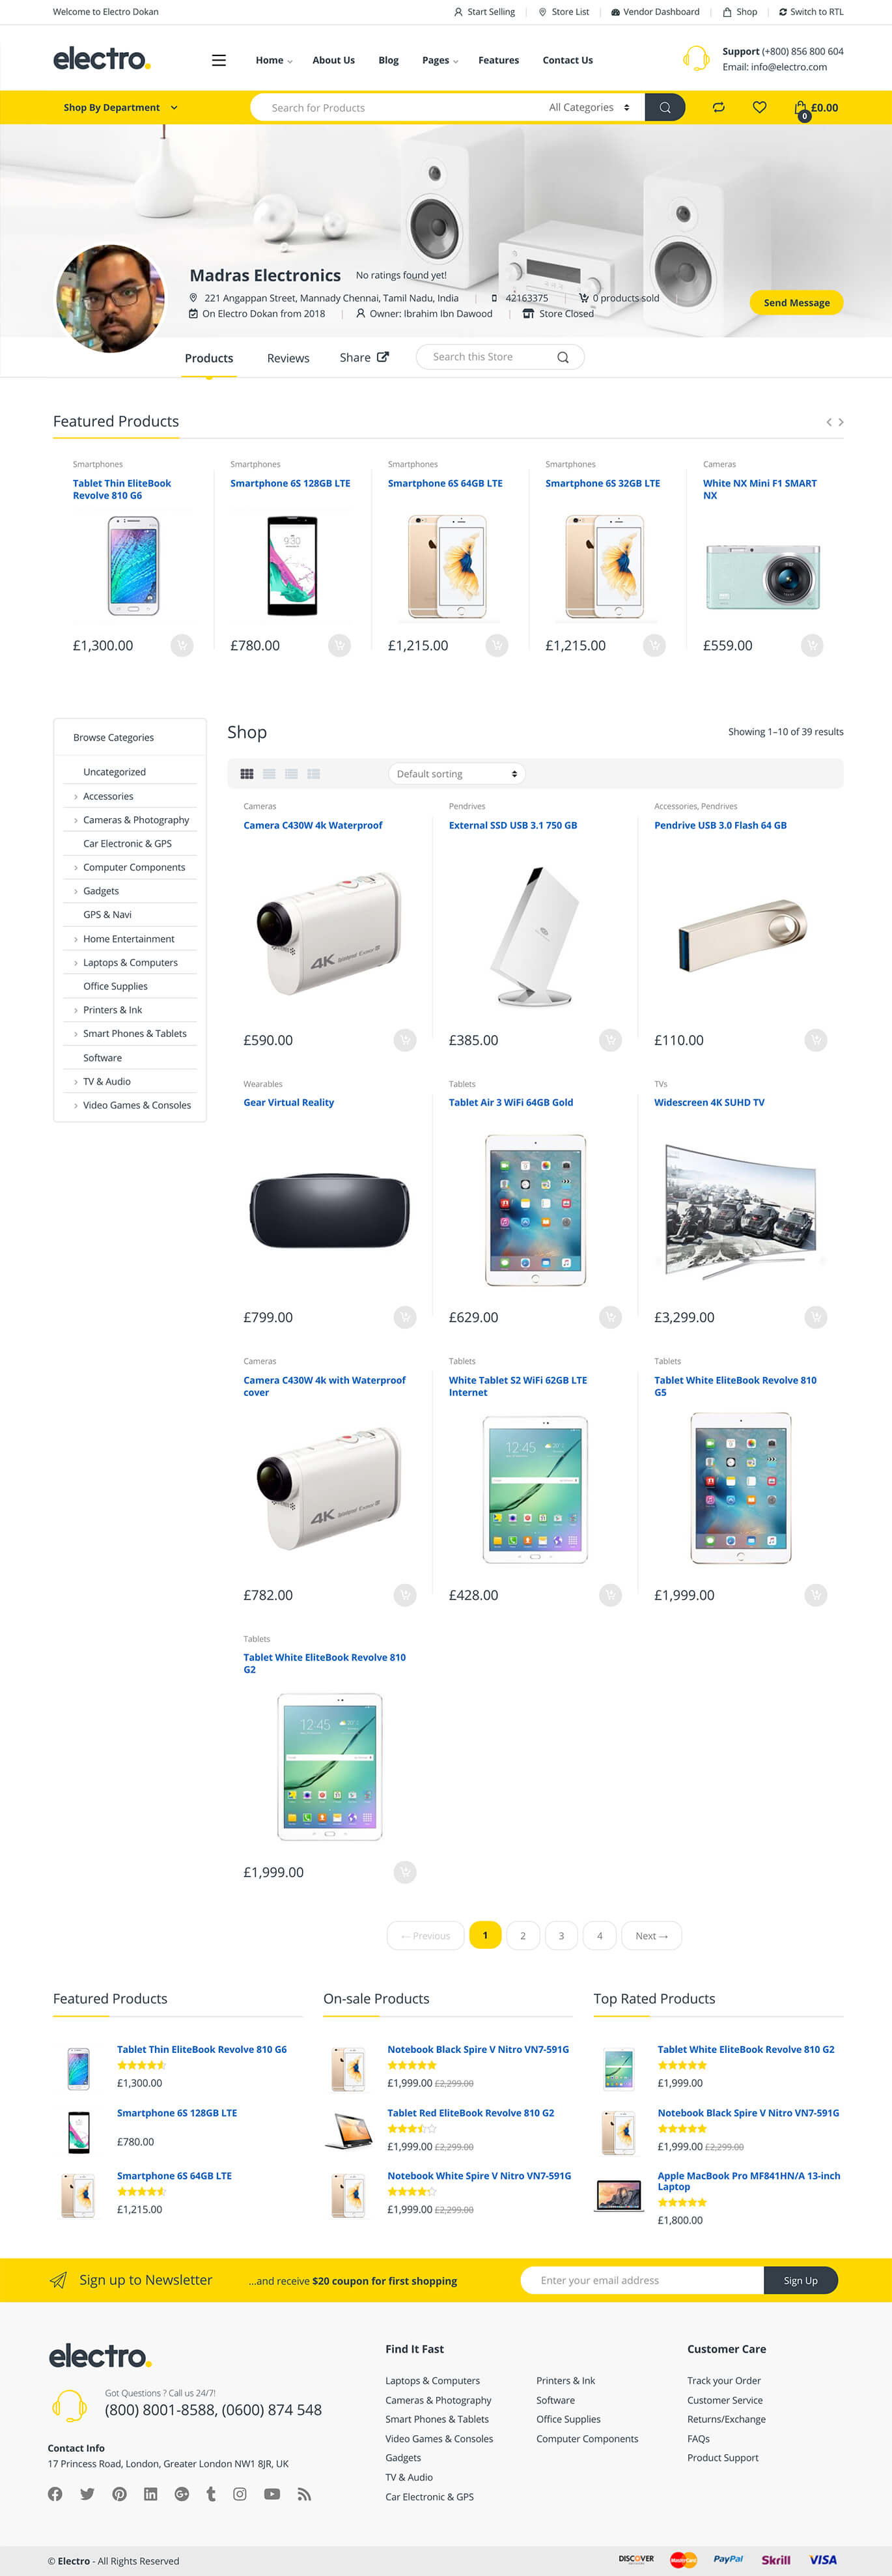 Welcome to Electro Dokan
Start Selling
Store List
Vendor Dashboard
Shop
Switch to RTL
electro.
Home
About Us
Blog
Pages
Features
Contact Us
Support (+800) 856 800 604
Email: info@electro.com
Shop By Department
Search for Products
All Categories
0
£0.00
Madras Electronics
No ratings found yet!
221 Angappan Street, Mannady Chennai, Tamil Nadu, India
42163375
0 products sold
On Electro Dokan from 2018
Owner: Ibrahim Ibn Dawood
Store Closed
Send Message
Products
Reviews
Share
Search this Store
Featured Products
Smartphones
Tablet Thin EliteBook
Revolve 810 G6
£1,300.00
Smartphones
Smartphone 6S 128GB LTE
9:30
£780.00
Smartphones
Smartphone 6S 64GB LTE
£1,215.00
Smartphones
Smartphone 6S 32GB LTE
£1,215.00
Cameras
White NX Mini F1 SMART
NX
£559.00
Browse Categories
Uncategorized
Accessories
Cameras & Photography
Car Electronic & GPS
Computer Components
Gadgets
GPS & Navi
Home Entertainment
Laptops & Computers
Office Supplies
Printers & Ink
Smart Phones & Tablets
Software
TV & Audio
Video Games & Consoles
Shop
Showing 1–10 of 39 results
Default sorting
Cameras
Camera C430W 4k Waterproof
4K
£590.00
Pendrives
External SSD USB 3.1 750 GB
£385.00
Accessories, Pendrives
Pendrive USB 3.0 Flash 64 GB
£110.00
Wearables
Gear Virtual Reality
£799.00
Tablets
Tablet Air 3 WiFi 64GB Gold
£629.00
TVs
Widescreen 4K SUHD TV
£3,299.00
Cameras
Camera C430W 4k with Waterproof
cover
4K
£782.00
Tablets
White Tablet S2 WiFi 62GB LTE
Internet
12:45
£428.00
Tablets
Tablet White EliteBook Revolve 810
G5
£1,999.00
Tablets
Tablet White EliteBook Revolve 810
G2
12:45
£1,999.00
← Previous
1
2
3
4
Next →
Featured Products
Tablet Thin EliteBook Revolve 810 G6
£1,300.00
Smartphone 6S 128GB LTE
£780.00
Smartphone 6S 64GB LTE
£1,215.00
On-sale Products
Notebook Black Spire V Nitro VN7-591G
£1,999.00 £2,299.00
Tablet Red EliteBook Revolve 810 G2
£1,999.00 £2,299.00
Notebook White Spire V Nitro VN7-591G
£1,999.00 £2,299.00
Top Rated Products
Tablet White EliteBook Revolve 810 G2
£1,999.00
Notebook Black Spire V Nitro VN7-591G
£1,999.00 £2,299.00
Apple MacBook Pro MF841HN/A 13-inch
Laptop
£1,800.00
Sign up to Newsletter
...and receive $20 coupon for first shopping
Enter your email address
Sign Up
electro.
Got Questions ? Call us 24/7!
(800) 8001-8588, (0600) 874 548
Contact Info
17 Princess Road, London, Greater London NW1 8JR, UK
Find It Fast
Laptops & Computers
Cameras & Photography
Smart Phones & Tablets
Video Games & Consoles
Gadgets
TV & Audio
Car Electronic & GPS
Printers & Ink
Software
Office Supplies
Computer Components
Customer Care
Track your Order
Customer Service
Returns/Exchange
FAQs
Product Support
© Electro - All Rights Reserved
DISCOVER
MasterCard
PayPal
Skrill
VISA